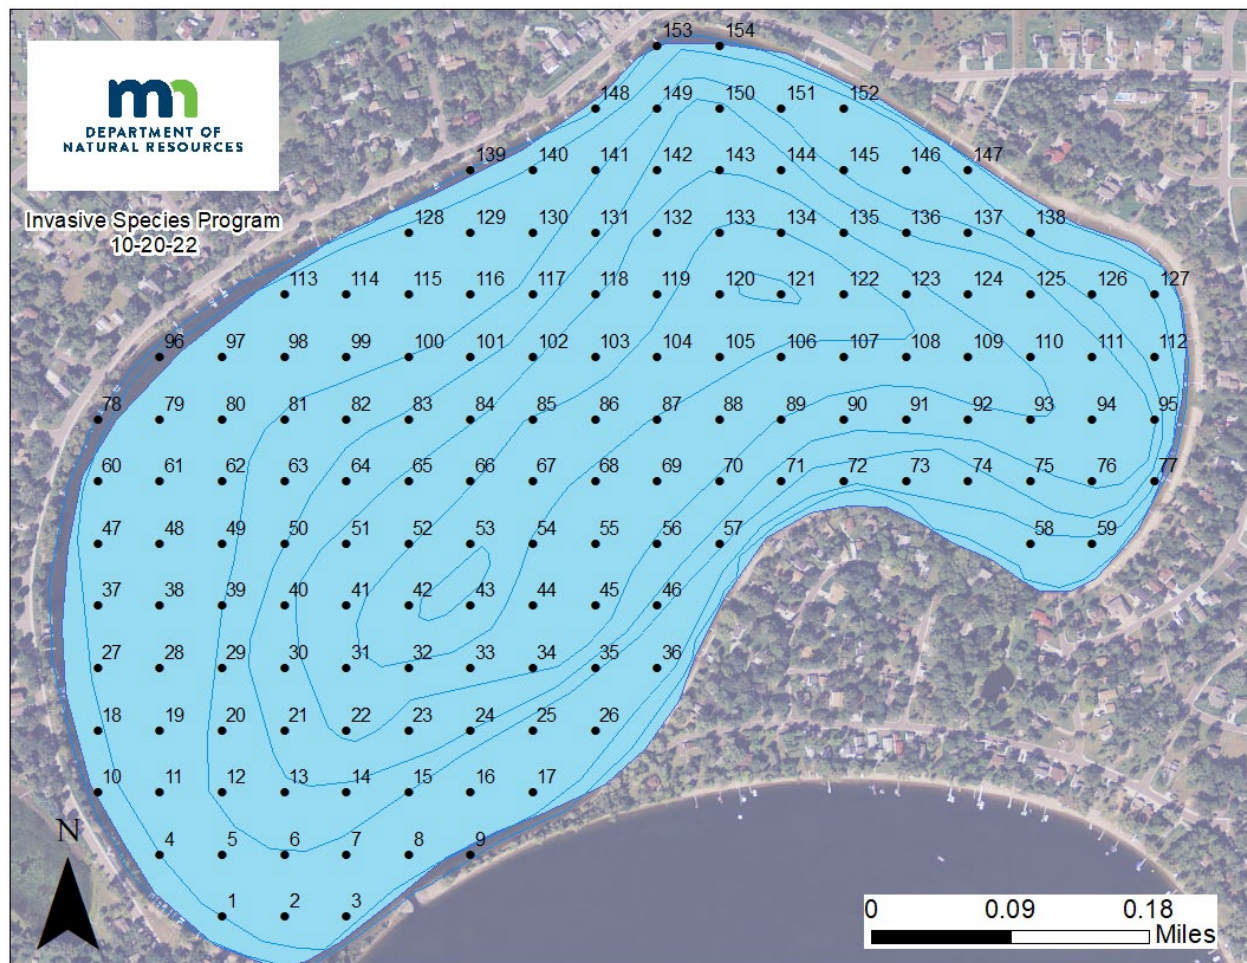 153 154
148 149 150 151 152
DEPARTMENT OF
NATURAL RESOURCES
139 140 141 142 143 144 145 146 147
Invasive Species Program
10-20-22
128 129 130 131 132 133 134 135 136 137 138
113 114 115 116 117 118 119 120 121 122 123 124 125 126 127
96 97 98 99 100 101 102 103 104 105 106 107 108 109 110 111 112
78 79 80 81 82 83 84 85 86 87 88 89 90 91 92 93 94 95
60 61 62 63 64 65 66 67 68 69 70 71 72 73 74 75 76 77
47 48 49 50 51 52 53 54 55 56 57 58 59
37 38 39 40 41 42 43 44 45 46
27 28 29 30 31 32 33 34 35 36
18 19 20 21 22 23 24 25 26
10 11 12 13 14 15 16 17
N
4 5 6 7 8 9
1 2 3
0 0.09 0.18
Miles